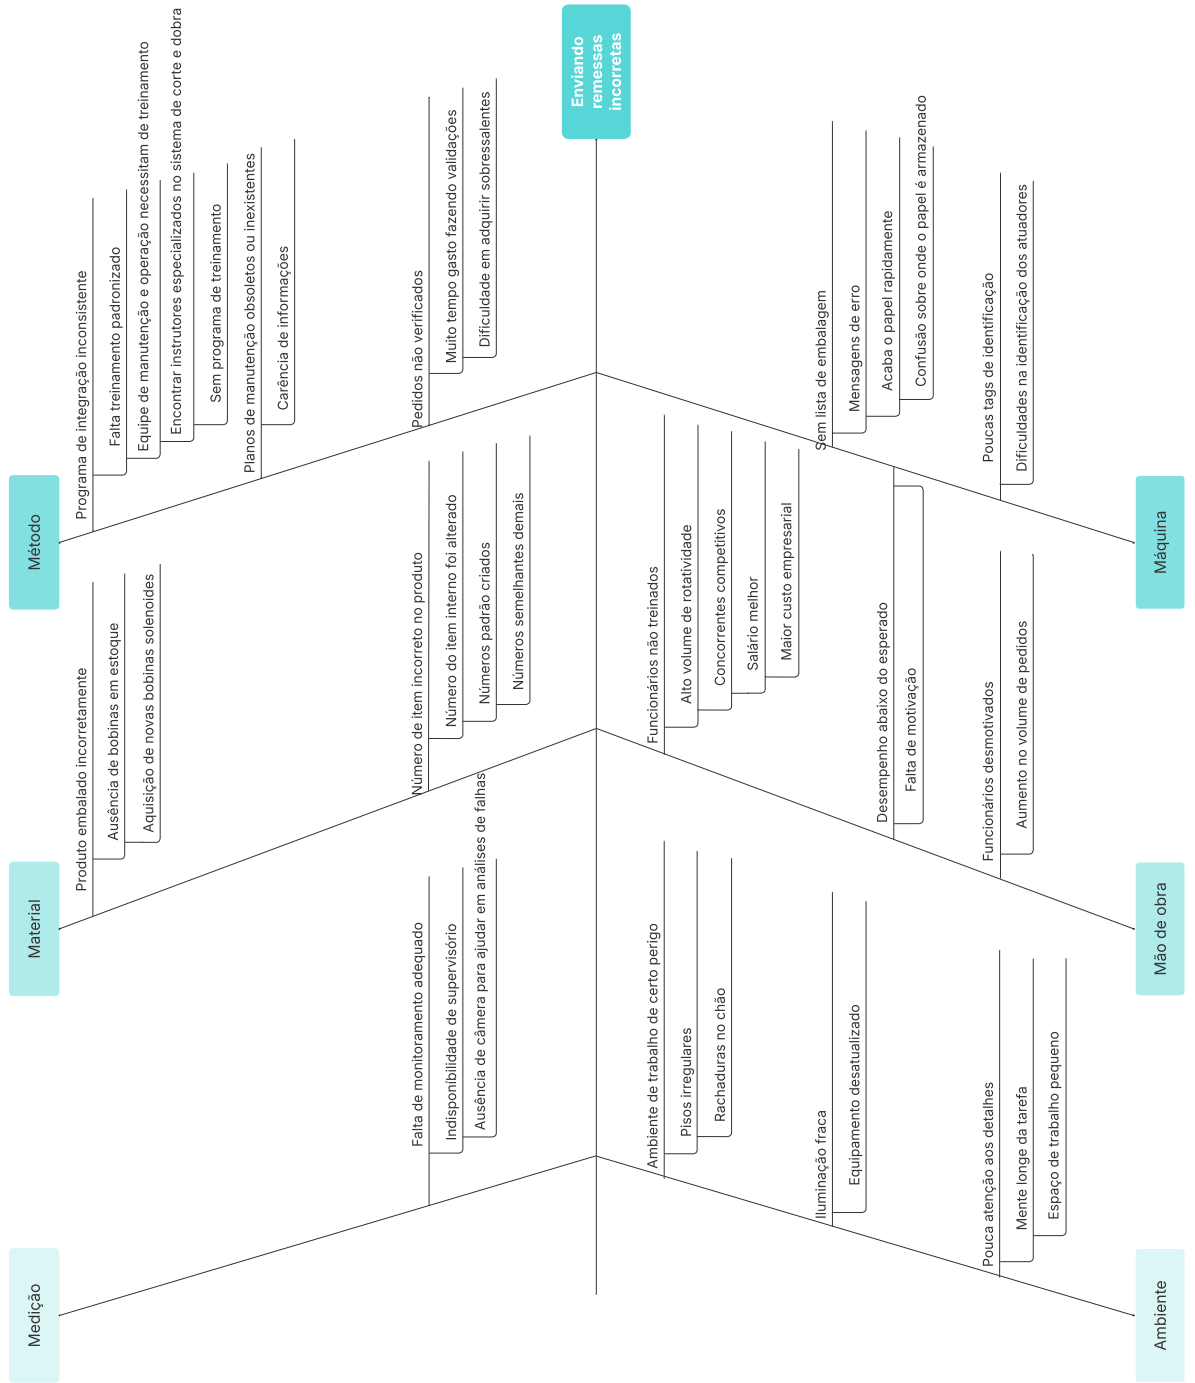 Medição
Material
Método
Falta de monitoramento adequado
Indisponibilidade de supervisório
Ausência de câmera para ajudar em análises de falhas
Produto embalado incorretamente
Ausência de bobinas em estoque
Aquisição de novas bobinas solenoides
Número de item incorreto no produto
Número do item interno foi alterado
Números padrão criados
Números semelhantes demais
Programa de integração inconsistente
Falta treinamento padronizado
Equipe de manutenção e operação necessitam de treinamento
Encontrar instrutores especializados no sistema de corte e dobra
Sem programa de treinamento
Planos de manutenção obsoletos ou inexistentes
Carência de informações
Pedidos não verificados
Muito tempo gasto fazendo validações
Dificuldade em adquirir sobressalentes
Enviando
remessas
incorretas
Ambiente de trabalho de certo perigo
Pisos irregulares
Rachaduras no chão
Iluminação fraca
Equipamento desatualizado
Pouca atenção aos detalhes
Mente longe da tarefa
Espaço de trabalho pequeno
Funcionários não treinados
Alto volume de rotatividade
Concorrentes competitivos
Salário melhor
Maior custo empresarial
Desempenho abaixo do esperado
Falta de motivação
Funcionários desmotivados
Aumento no volume de pedidos
Sem lista de embalagem
Mensagens de erro
Acaba o papel rapidamente
Confusão sobre onde o papel é armazenado
Poucas tags de identificação
Dificuldades na identificação dos atuadores
Ambiente
Mão de obra
Máquina